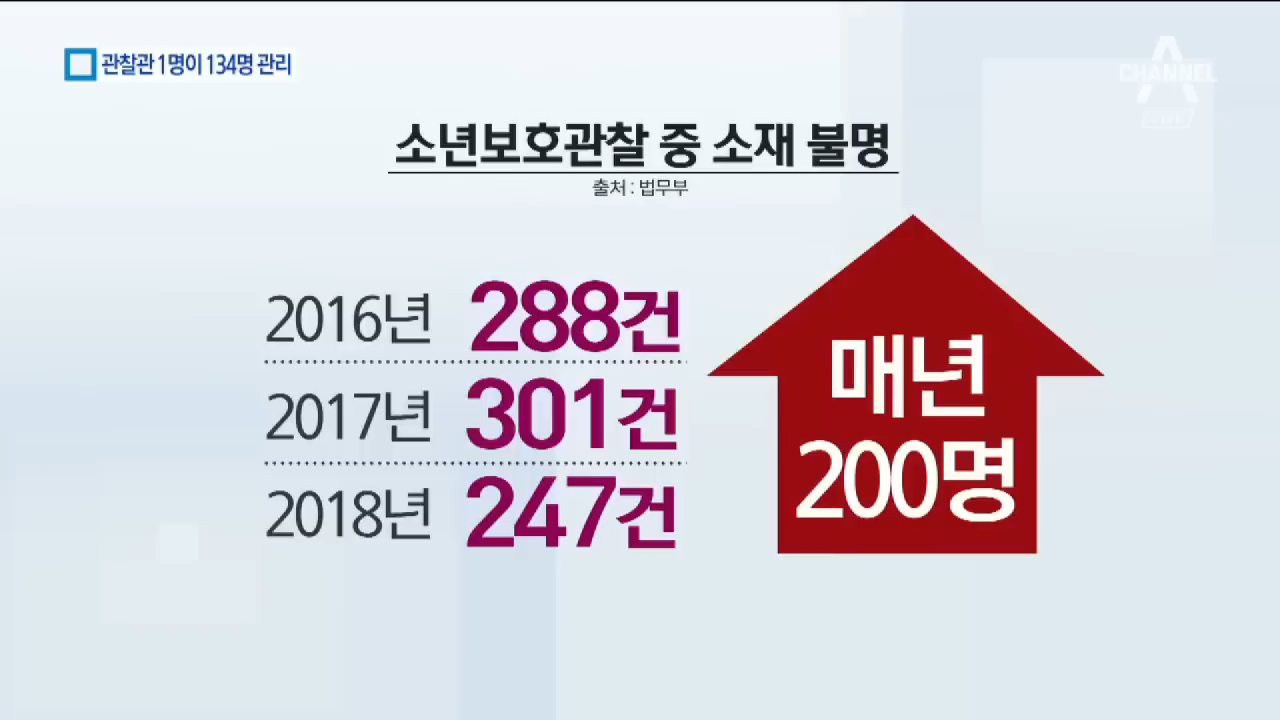 관찰관 1명이 134명 관리
CHANNEL A
소년보호관찰 중 소재 불명
출처 : 법무부
2016년 288건
2017년 301건
2018년 247건
매년
200명